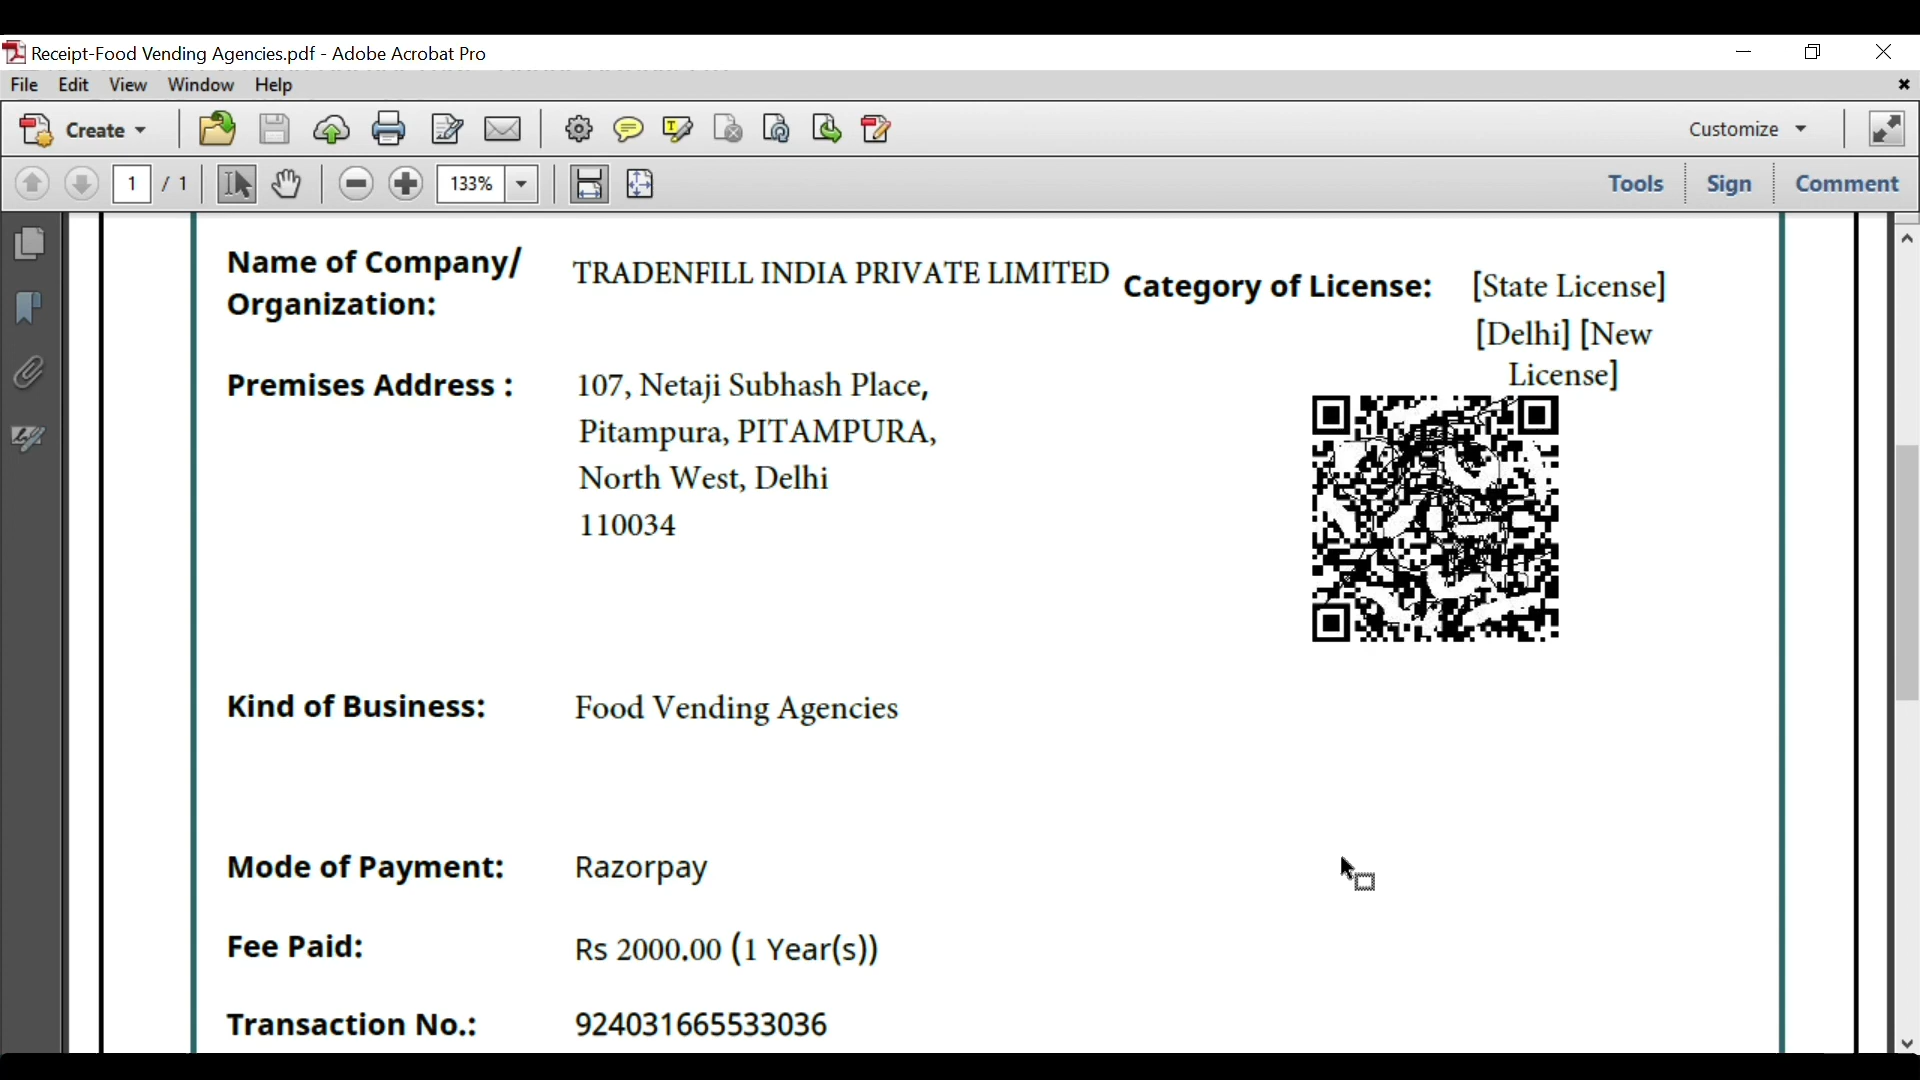 Receipt-Food Vending Agencies.pdf - Adobe Acrobat Pro
File Edit View Window Help
Create
Customize
1 / 1
133%
Tools Sign Comment
Name of Company/ TRADENFILL INDIA PRIVATE LIMITED Category of License: [State License]
Organization:
[Delhi] [New
License]
Premises Address : 107, Netaji Subhash Place,
Pitampura, PITAMPURA,
North West, Delhi
110034
Kind of Business: Food Vending Agencies
Mode of Payment: Razorpay
Fee Paid: Rs 2000.00 (1 Year(s))
Transaction No.: 924031665533036